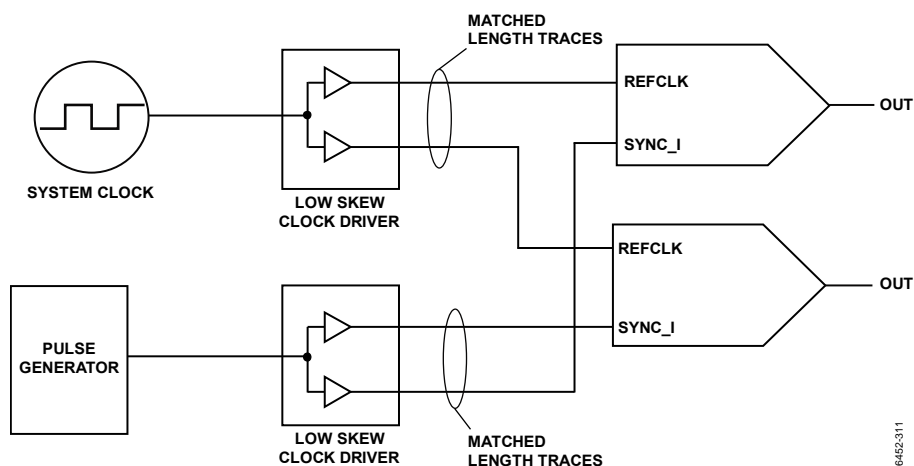 MATCHED
LENGTH TRACES
REFCLK
OUT
SYNC_I
SYSTEM CLOCK
LOW SKEW
CLOCK DRIVER
REFCLK
OUT
SYNC_I
PULSE
GENERATOR
LOW SKEW
CLOCK DRIVER
MATCHED
LENGTH TRACES
6452-311